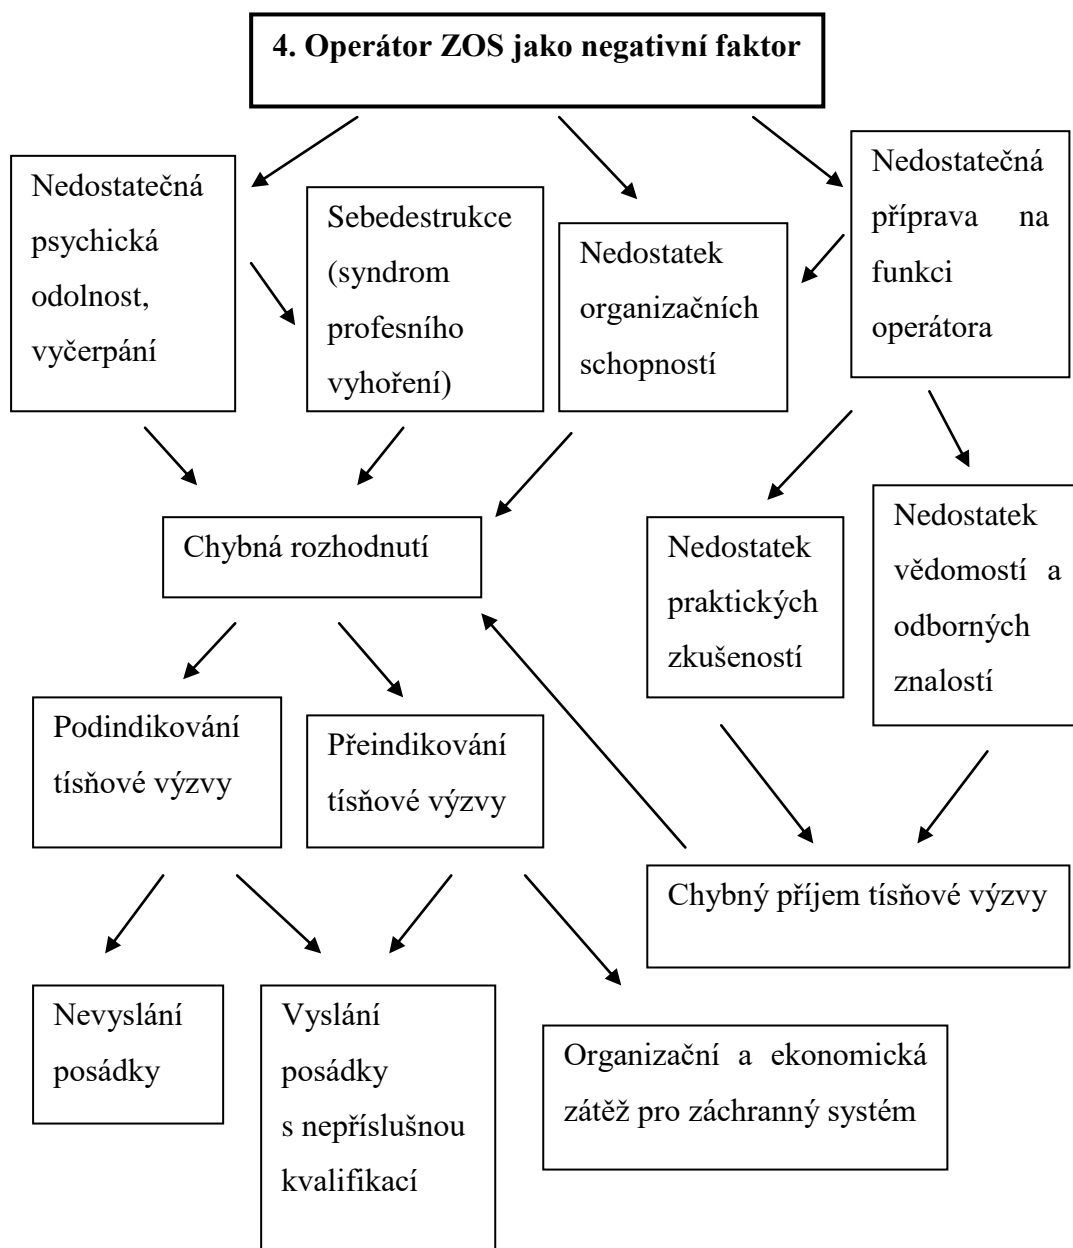 4. Operátor ZOS jako negativní faktor
Nedostatečná
psychická
odolnost,
vyčerpání
Sebedestrukce
(syndrom
profesního
vyhoření)
Nedostatek
organizačních
schopností
Nedostatečná
příprava na
funkci
operátora
Chybná rozhodnutí
Nedostatek
praktických
zkušeností
Nedostatek
vědomostí a
odborných
znalostí
Podindikování
tísňové výzvy
Přeindikování
tísňové výzvy
Chybný příjem tísňové výzvy
Nevyslání
posádky
Vyslání
posádky
s nepříslušnou
kvalifikací
Organizační a ekonomická
zátěž pro záchranný systém